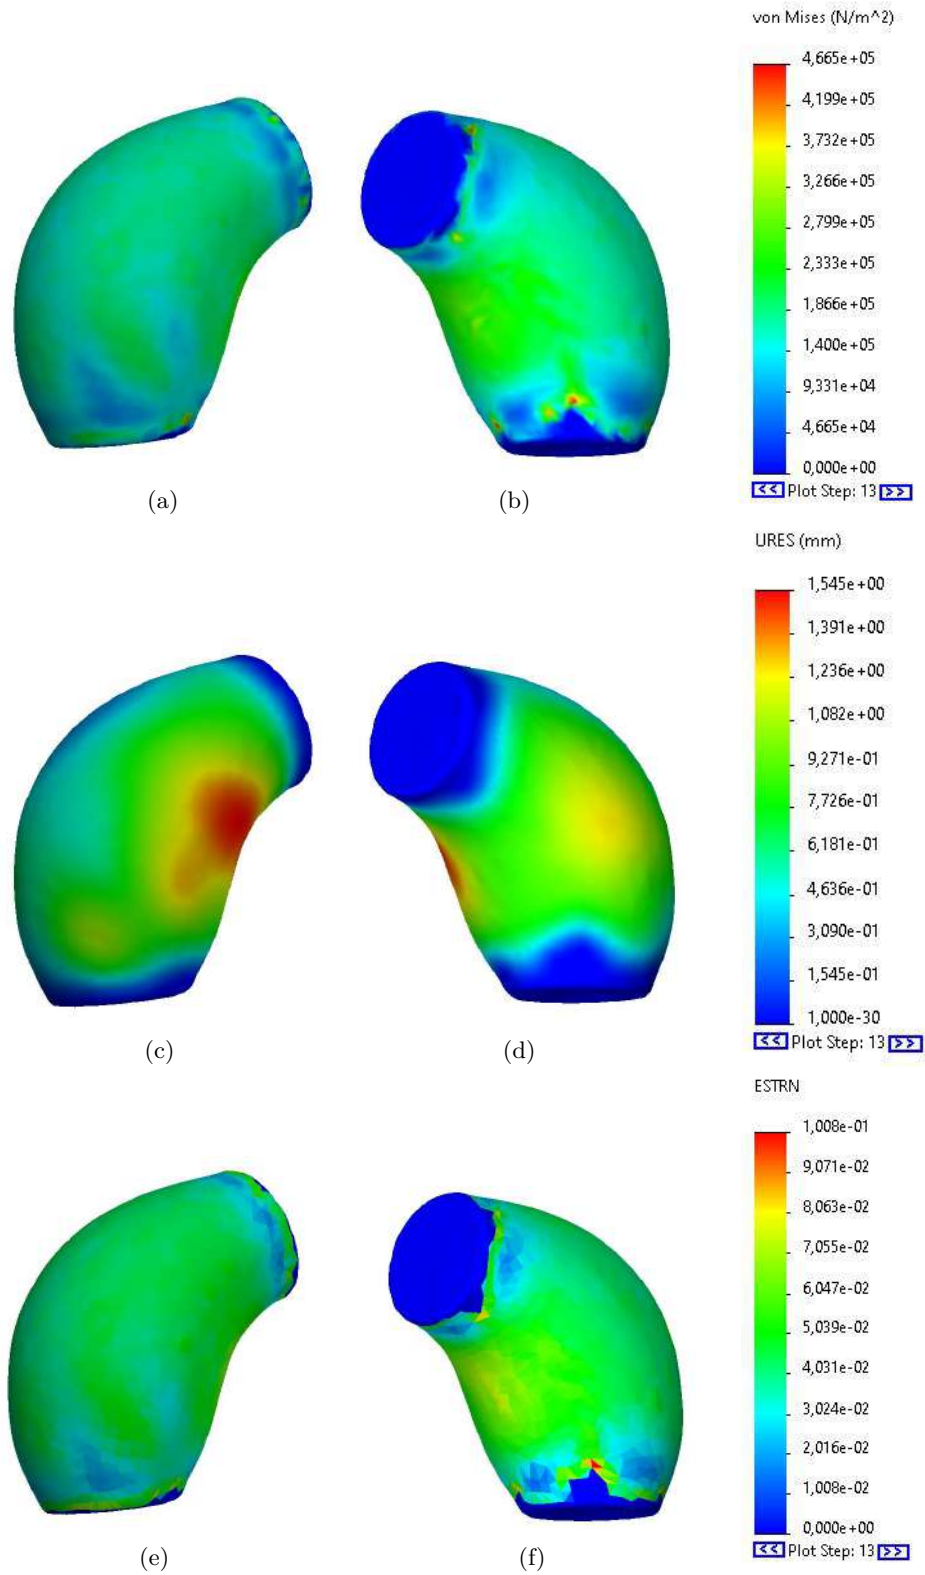 von Mises (N/m^2)
4,665e+05
4,199e+05
3,732e+05
3,266e+05
2,799e+05
2,333e+05
1,866e+05
1,400e+05
9,331e+04
4,665e+04
0,000e+00
<< Plot Step: 13 >>
(a)
(b)
URES (mm)
1,545e+00
1,391e+00
1,236e+00
1,082e+00
9,271e-01
7,726e-01
6,181e-01
4,636e-01
3,090e-01
1,545e-01
1,000e-30
<< Plot Step: 13 >>
(c)
(d)
ESTRN
1,008e-01
9,071e-02
8,063e-02
7,055e-02
6,047e-02
5,039e-02
4,031e-02
3,024e-02
2,016e-02
1,008e-02
0,000e+00
<< Plot Step: 13 >>
(e)
(f)